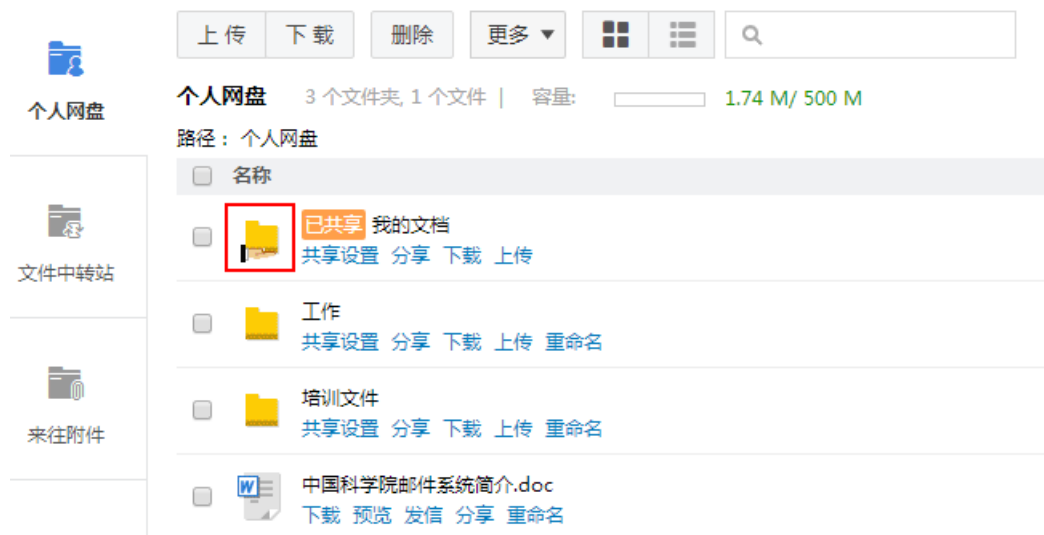 上 传 下 载 删除 更多
个人网盘
个人网盘 3 个文件夹, 1 个文件 | 容量: 1.74 M/ 500 M
路径： 个人网盘
名称
文件中转站
来往附件
已共享 我的文档
共享设置 分享 下载 上传
工作
共享设置 分享 下载 上传 重命名
培训文件
共享设置 分享 下载 上传 重命名
W
中国科学院邮件系统简介.doc
下载 预览 发信 分享 重命名